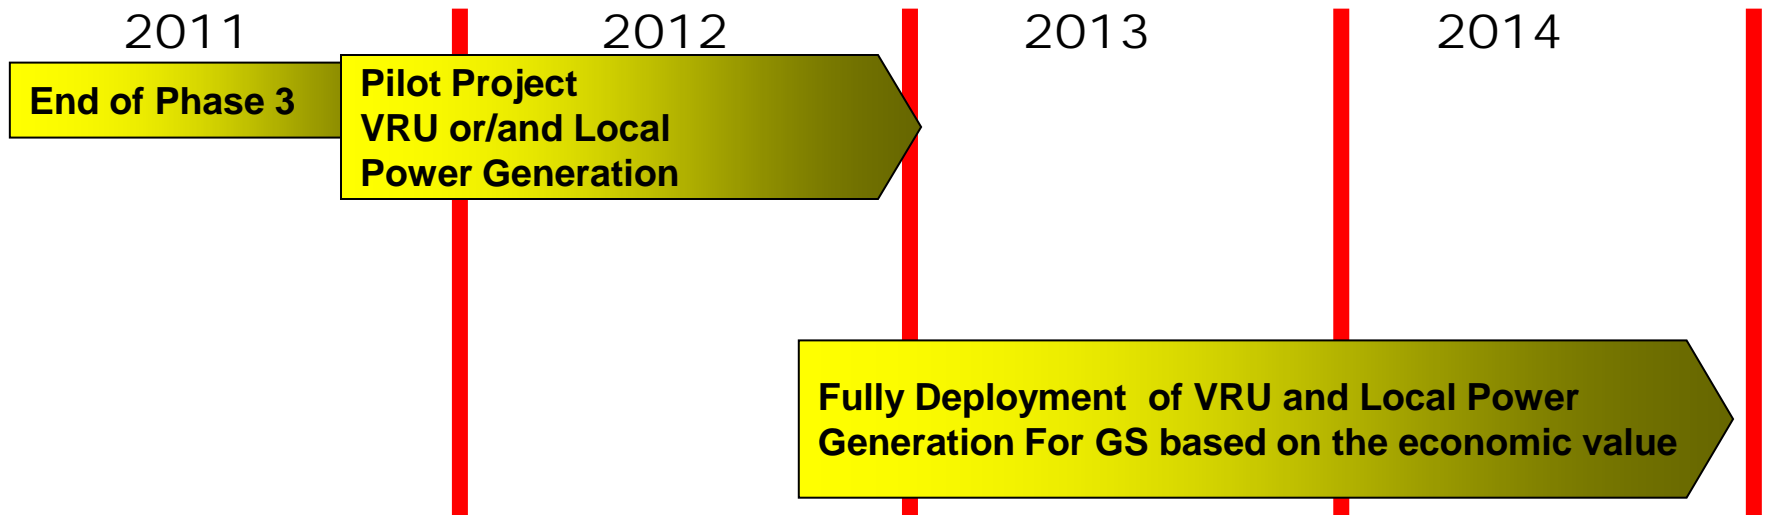 2011 2012 2013 2014
End of Phase 3
Pilot Project
VRU or/and Local
Power Generation
Fully Deployment  of VRU and Local Power
Generation For GS based on the economic value